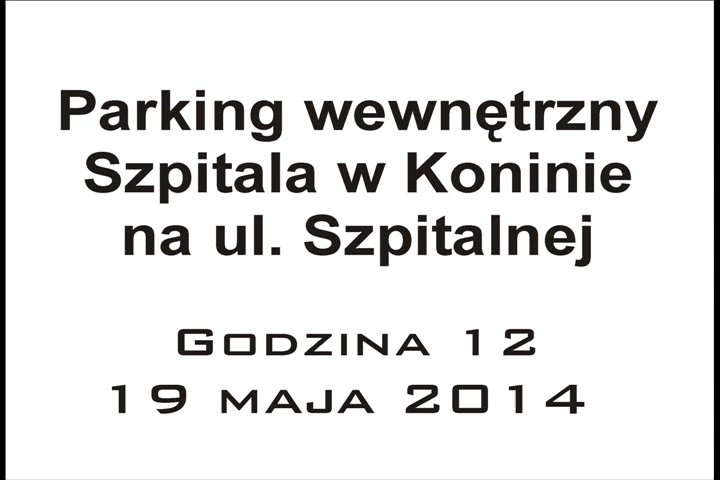 Parking wewnętrzny
Szpitala w Koninie
na ul. Szpitalnej
Godzina 12
19 maja 2014